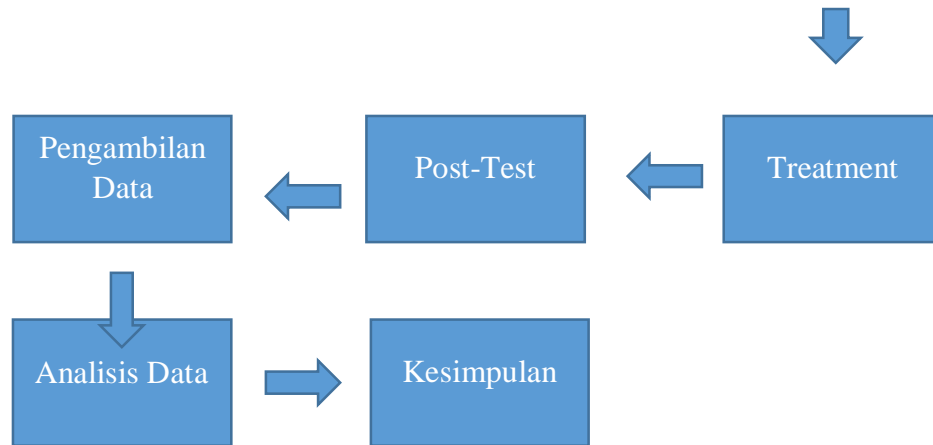 Pengambilan
Data
Post-Test
Treatment
Analisis Data
Kesimpulan